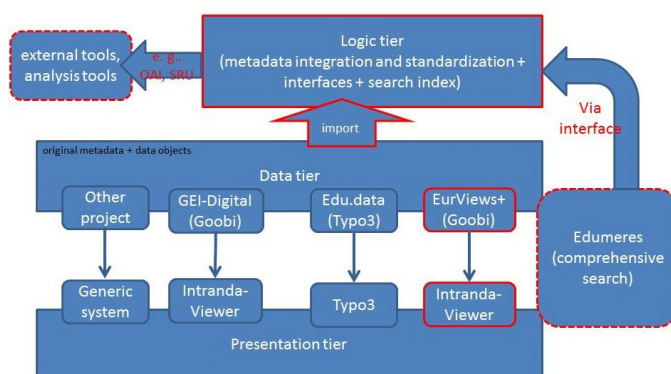 external tools,
analysis tools
e. g..
OAI, SRU
Logic tier
(metadata integration and standardization +
interfaces + search index)
Via
interface
import
original metadata + data objects
Data tier
Other
project
GEI-Digital
(Goobi)
Edu.data
(Typo3)
EurViews+
(Goobi)
Edumeres
(comprehensive
search)
Generic
system
Intranda-
Viewer
Typo3
Intranda-
Viewer
Presentation tier